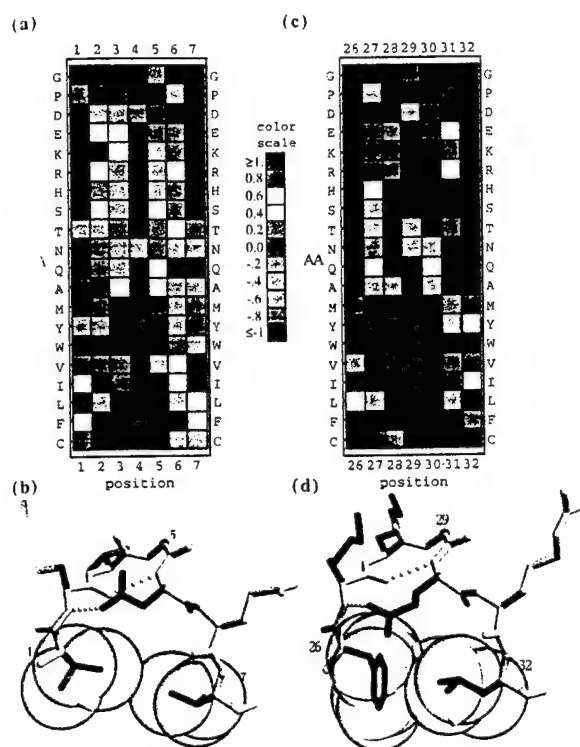 (a)
1 2 3 4 5 6 7
G G
P P
D D
E E
K K
R R
H H
S S
T T
N N
Q Q
A A
M M
Y Y
W W
V V
I I
L L
F F
C C
1 2 3 4 5 6 7
position
color
scale
≥1.
0.8
0.6
0.4
0.2
0.0
-.2
-.4
-.6
-.8
≤-1
(c)
26 27 28 29 30 31 32
AA
G G
P P
D D
E E
K K
R R
H H
S S
T T
N N
Q Q
A A
M M
Y Y
W W
V V
I I
L L
F F
C C
26 27 28 29 30 31 32
position
(b)
1
5
7
(d)
26
29
32